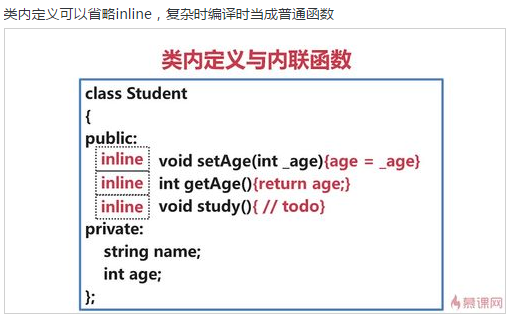 类内定义可以省略inline，复杂时编译时当成普通函数
类内定义与内联函数
class Student
{
public:
inline void setAge(int _age){age = _age}
inline int getAge(){return age;}
inline void study(){ // todo}
private:
string name;
int age;
};
慕课网